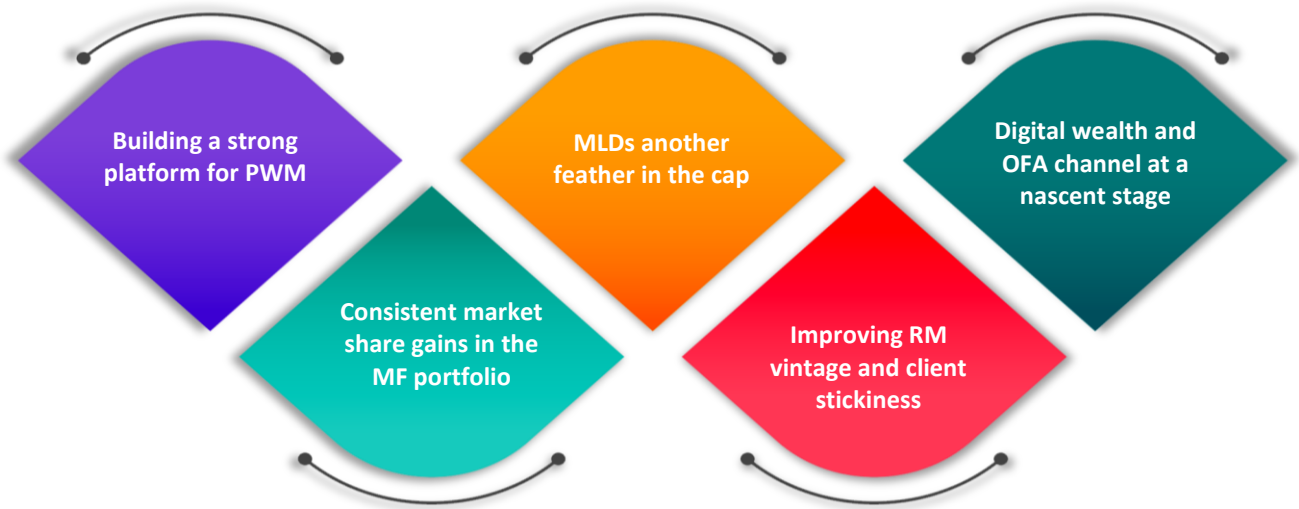 Building a strong
platform for PWM
Consistent market
share gains in the
MF portfolio
MLDs another
feather in the cap
Improving RM
vintage and client
stickiness
Digital wealth and
OFA channel at a
nascent stage